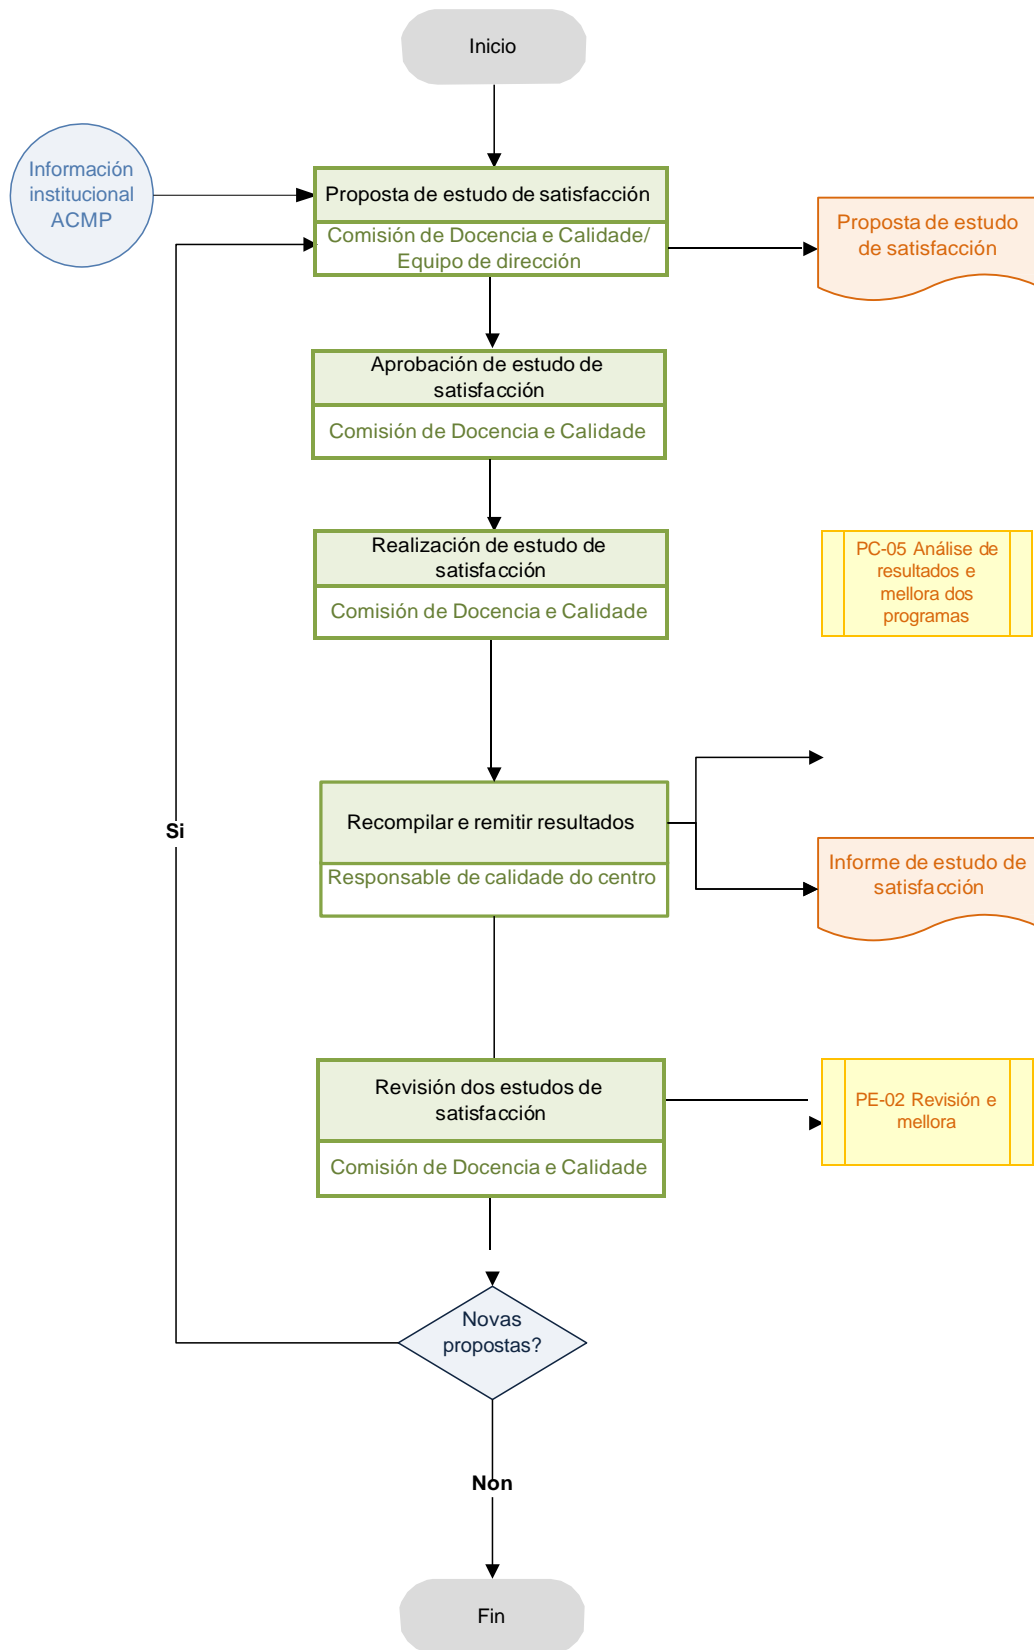 Inicio
Información
institucional
ACMP
Proposta de estudo de satisfacción
Comisión de Docencia e Calidade/
Equipo de dirección
Proposta de estudo
de satisfacción
Aprobación de estudo de
satisfacción
Comisión de Docencia e Calidade
Realización de estudo de
satisfacción
Comisión de Docencia e Calidade
PC-05 Análise de
resultados e
mellora dos
programas
Recompilar e remitir resultados
Responsable de calidade do centro
Si
Informe de estudo de
satisfacción
Revisión dos estudos de
satisfacción
Comisión de Docencia e Calidade
PE-02 Revisión e
mellora
Novas
propostas?
Non
Fin